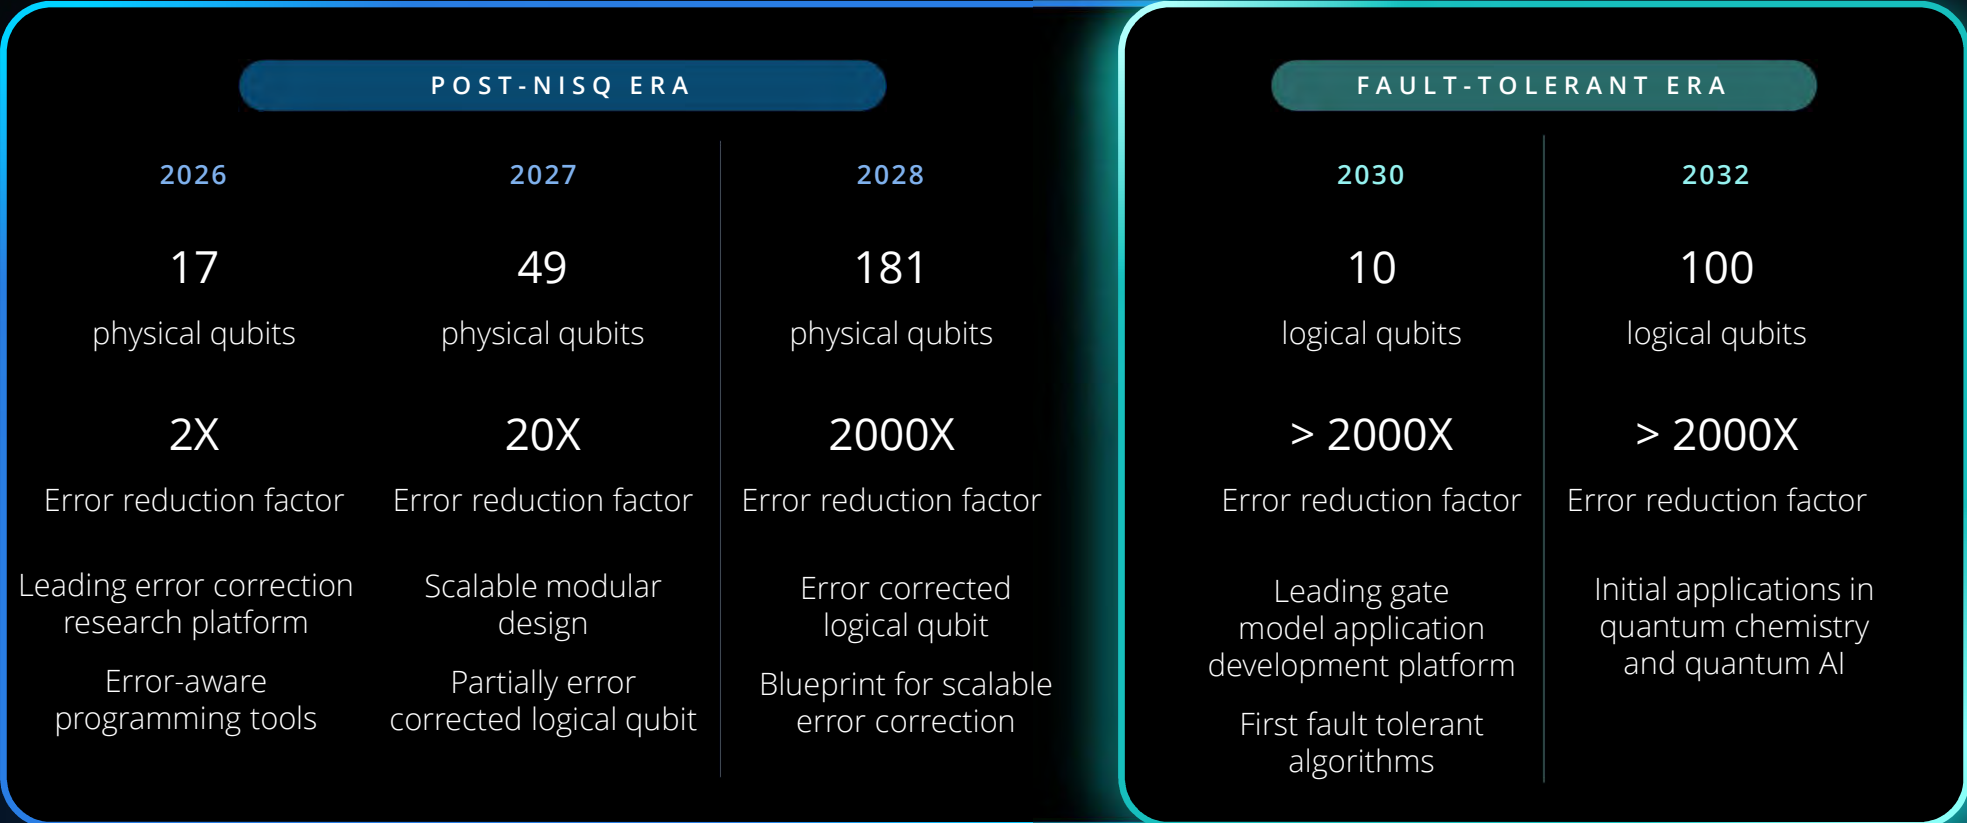 POST-NISQ ERA
2026
17
physical qubits
2X
Error reduction factor
Leading error correction
research platform
Error-aware
programming tools
2027
49
physical qubits
20X
Error reduction factor
Scalable modular
design
Partially error
corrected logical qubit
2028
181
physical qubits
2000X
Error reduction factor
Error corrected
logical qubit
Blueprint for scalable
error correction
FAULT-TOLERANT ERA
2030
10
logical qubits
> 2000X
Error reduction factor
Leading gate
model application
development platform
First fault tolerant
algorithms
2032
100
logical qubits
> 2000X
Error reduction factor
Initial applications in
quantum chemistry
and quantum AI